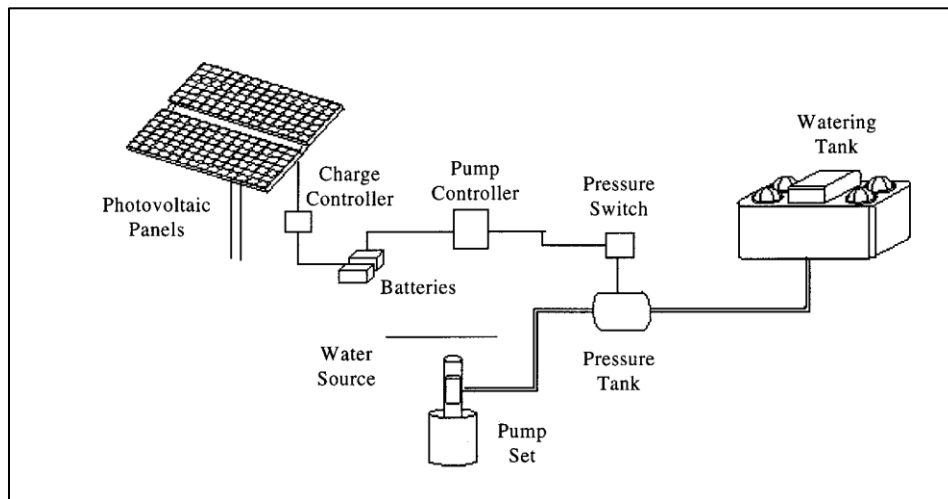 Watering
Tank
Pump
Controller
Charge
Controller
Pressure
Switch
Photovoltaic
Panels
Batteries
Water
Source
Pressure
Tank
Pump
Set